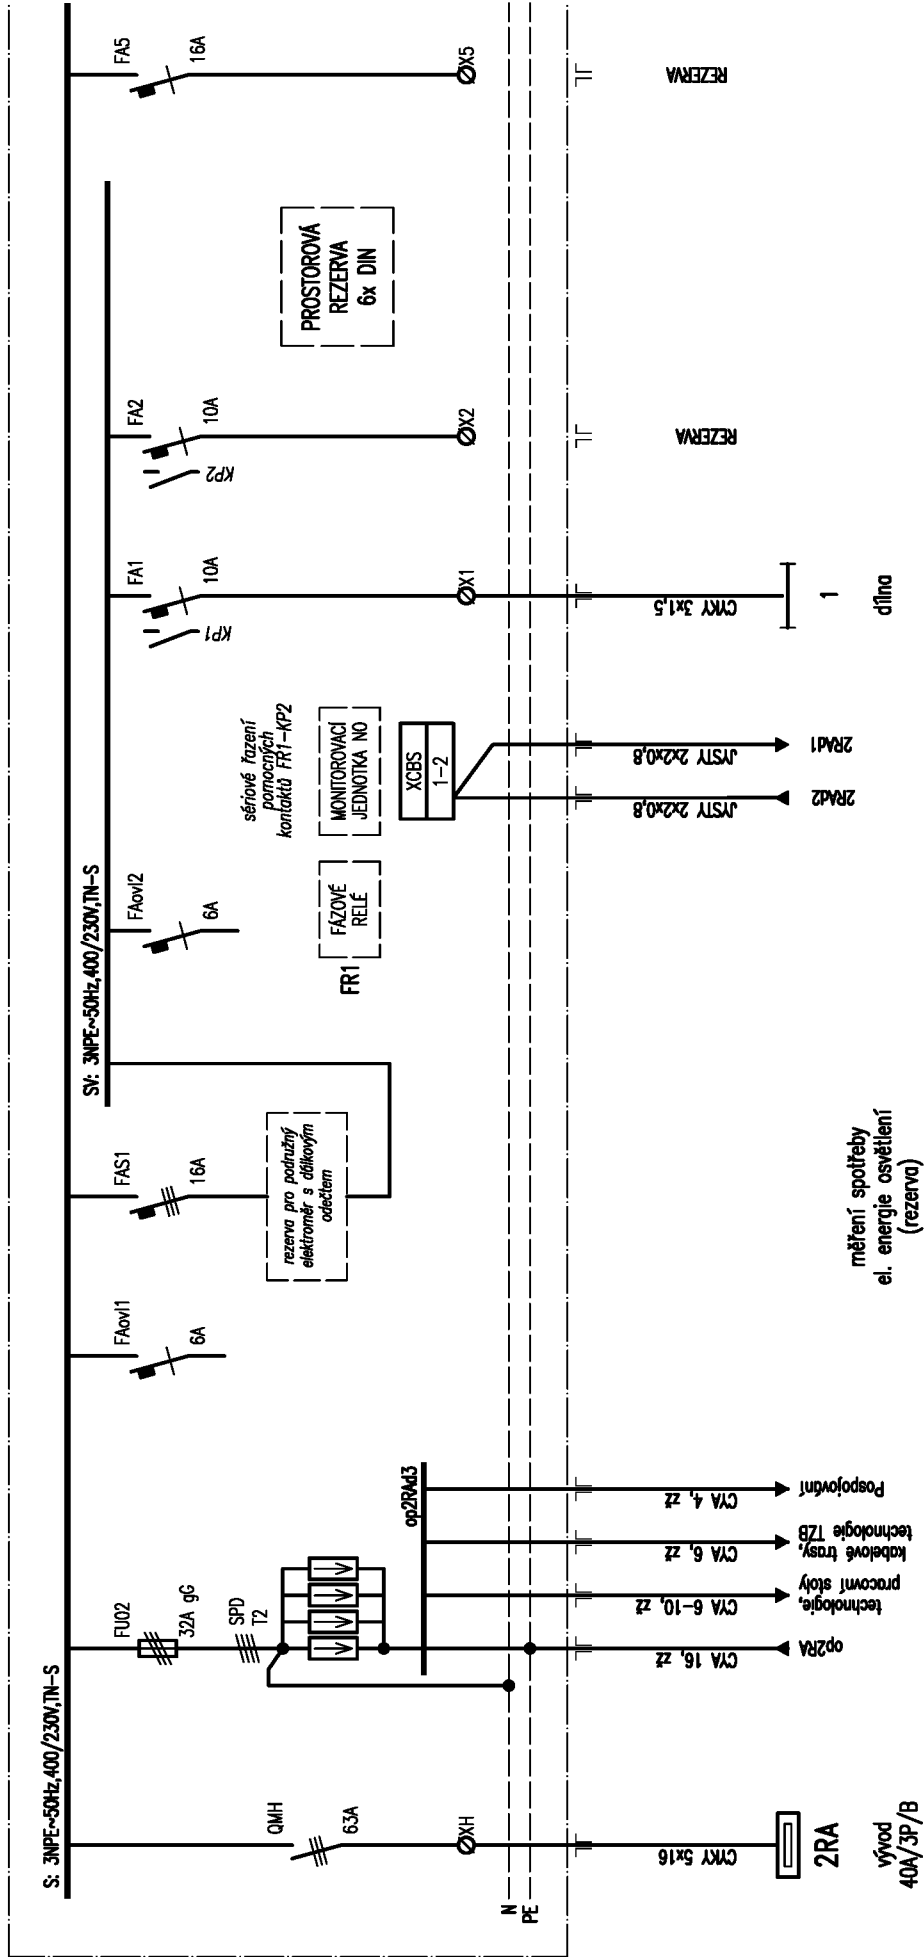 S: 3NPE~50Hz,400/230V,TN-S
QMH
63A
XH
CYKY 5x16
2RA
vývod
40A/3P/B
N
PE
FU02
32A gG
SPD
T2
op2RAd3
CYA 16, zž
op2RA
CYA 6-10, zž
technologie,
pracovní stoly
CYA 6, zž
kabelové trasy,
technologie TZB
CYA 4, zž
Pospojování
FAovl1
6A
FAS1
16A
rezerva pro podružný
elektroměr s dálkovým
odečtem
měření spotřeby
el. energie osvětlení
(rezerva)
SV: 3NPE~50Hz,400/230V,TN-S
FAovl2
6A
FR1
FÁZOVÉ
RELÉ
sériové řazení
pomocných
kontaktů FR1-KP2
MONITOROVACÍ
JEDNOTKA NO
XCBS
1-2
JYSTY 2x2x0,8
2RAd2
JYSTY 2x2x0,8
2RAd1
FA1
10A
KP1
X1
CYKY 3x1,5
1
dílna
FA2
10A
KP2
X2
REZERVA
PROSTOROVÁ
REZERVA
6x DIN
FA5
16A
X5
REZERVA